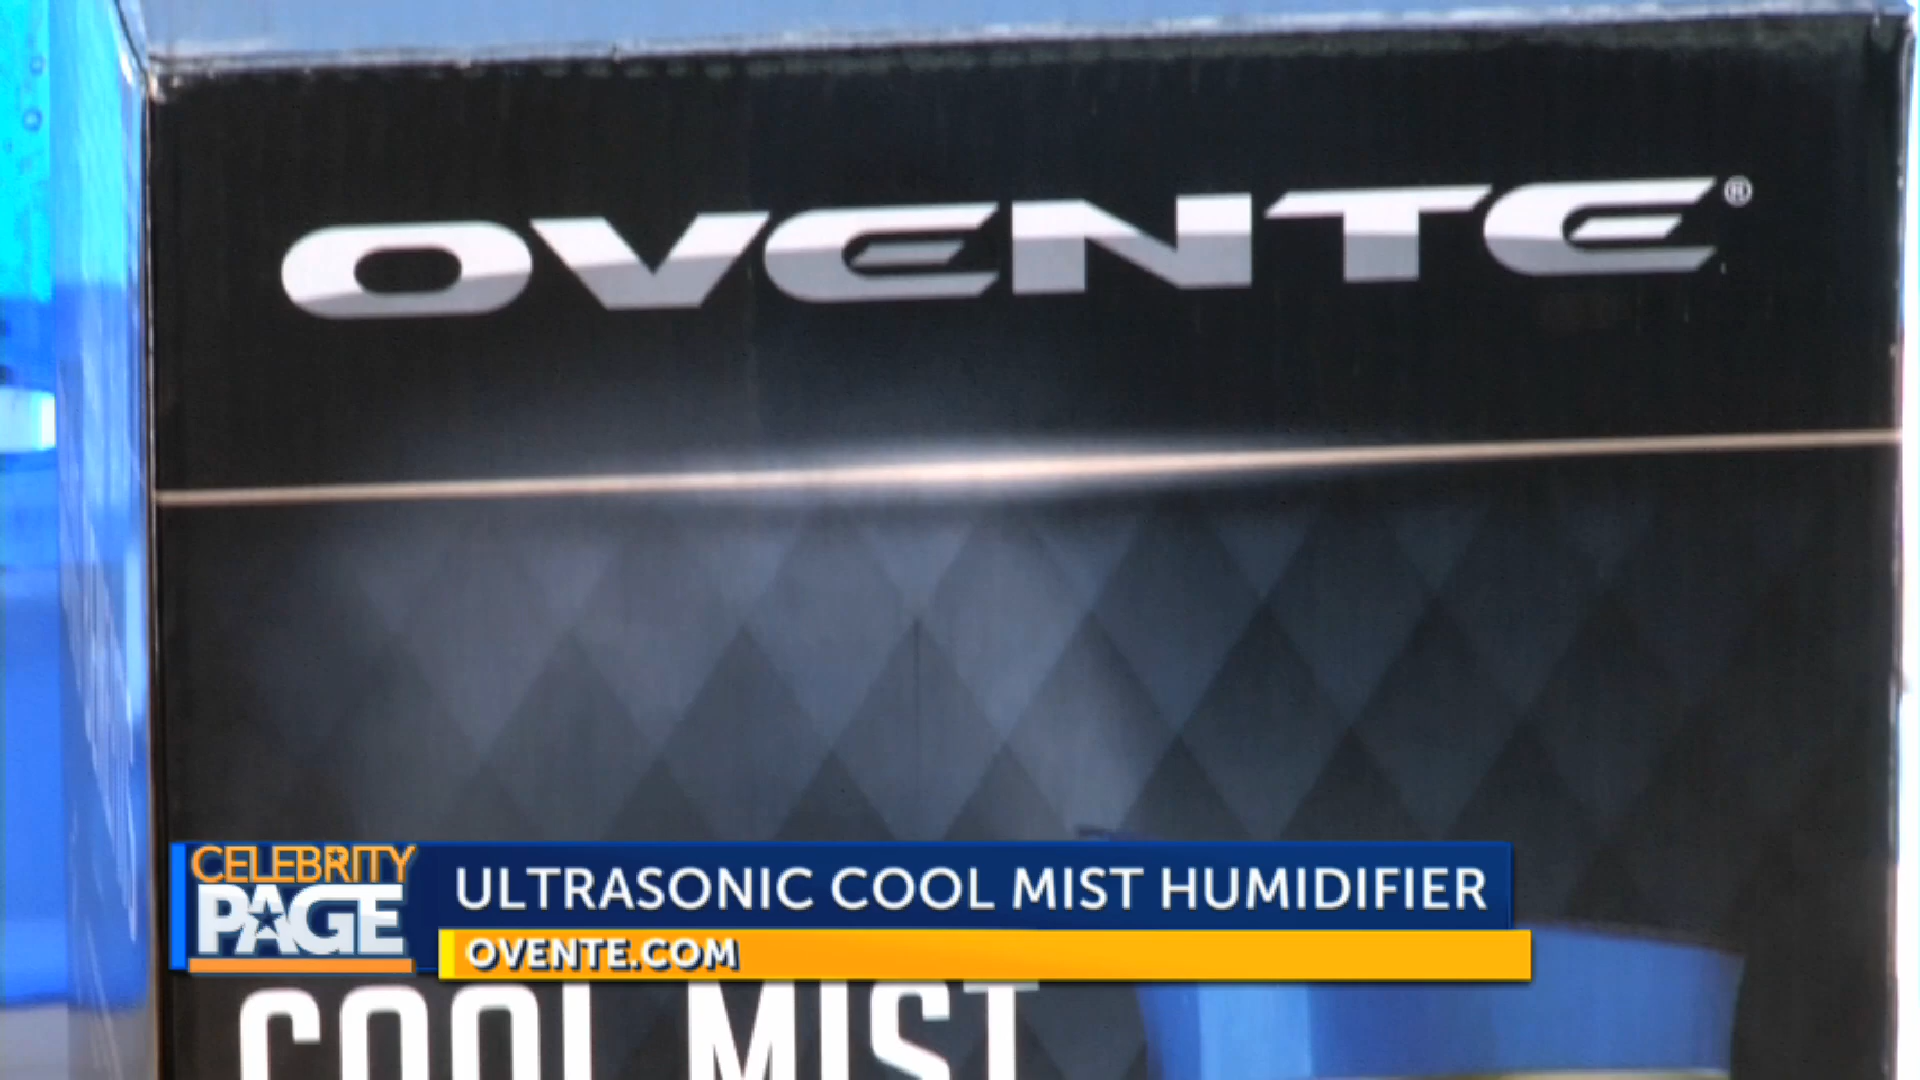 OVENTE®
CELEBRITY
PAGE
ULTRASONIC COOL MIST HUMIDIFIER
OVENTE.COM
COOL MIST